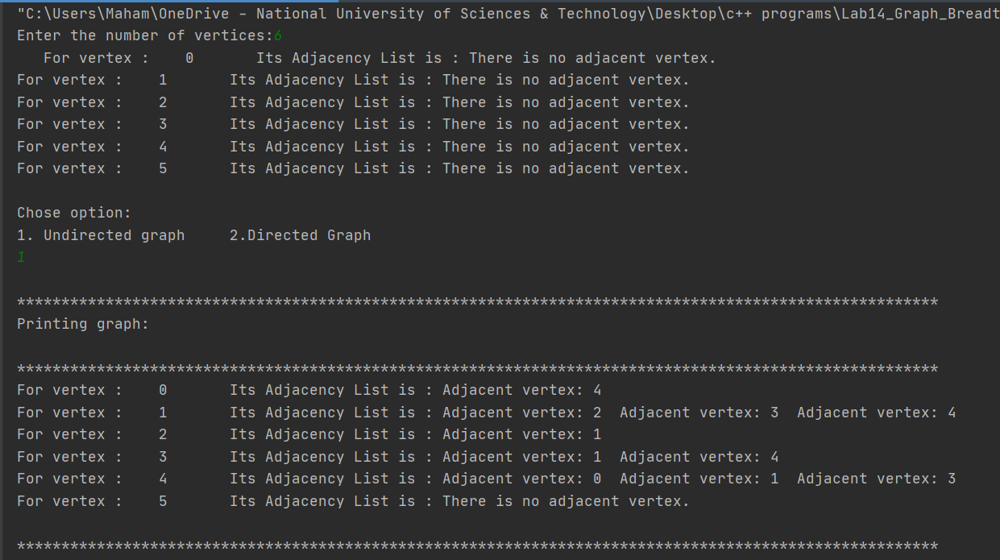 "C:\Users\Maham\OneDrive - National University of Sciences & Technology\Desktop\c++ programs\Lab14_Graph_Breadt
Enter the number of vertices:6
   For vertex :    0       Its Adjacency List is : There is no adjacent vertex.
For vertex :    1       Its Adjacency List is : There is no adjacent vertex.
For vertex :    2       Its Adjacency List is : There is no adjacent vertex.
For vertex :    3       Its Adjacency List is : There is no adjacent vertex.
For vertex :    4       Its Adjacency List is : There is no adjacent vertex.
For vertex :    5       Its Adjacency List is : There is no adjacent vertex.

Chose option:
1. Undirected graph     2.Directed Graph
1

********************************************************************************************************
Printing graph:

********************************************************************************************************
For vertex :    0       Its Adjacency List is : Adjacent vertex: 4
For vertex :    1       Its Adjacency List is : Adjacent vertex: 2  Adjacent vertex: 3  Adjacent vertex: 4
For vertex :    2       Its Adjacency List is : Adjacent vertex: 1
For vertex :    3       Its Adjacency List is : Adjacent vertex: 1  Adjacent vertex: 4
For vertex :    4       Its Adjacency List is : Adjacent vertex: 0  Adjacent vertex: 1  Adjacent vertex: 3
For vertex :    5       Its Adjacency List is : There is no adjacent vertex.

********************************************************************************************************